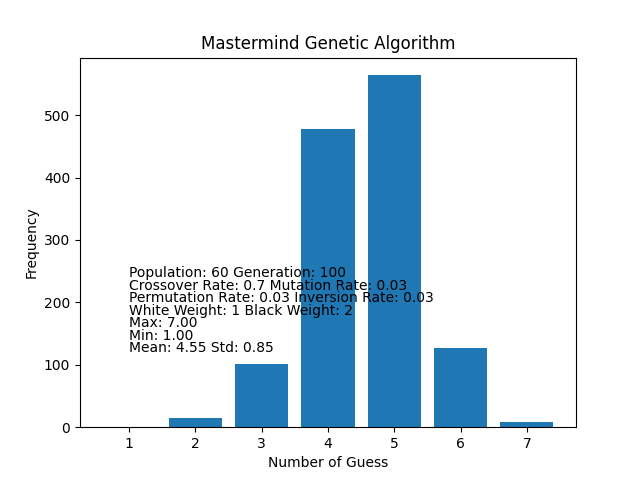 Mastermind Genetic Algorithm
500
400
300
200
100
0
Frequency
Population: 60 Generation: 100
Crossover Rate: 0.7 Mutation Rate: 0.03
Permutation Rate: 0.03 Inversion Rate: 0.03
White Weight: 1 Black Weight: 2
Max: 7.00
Min: 1.00
Mean: 4.55 Std: 0.85
1 2 3 4 5 6 7
Number of Guess